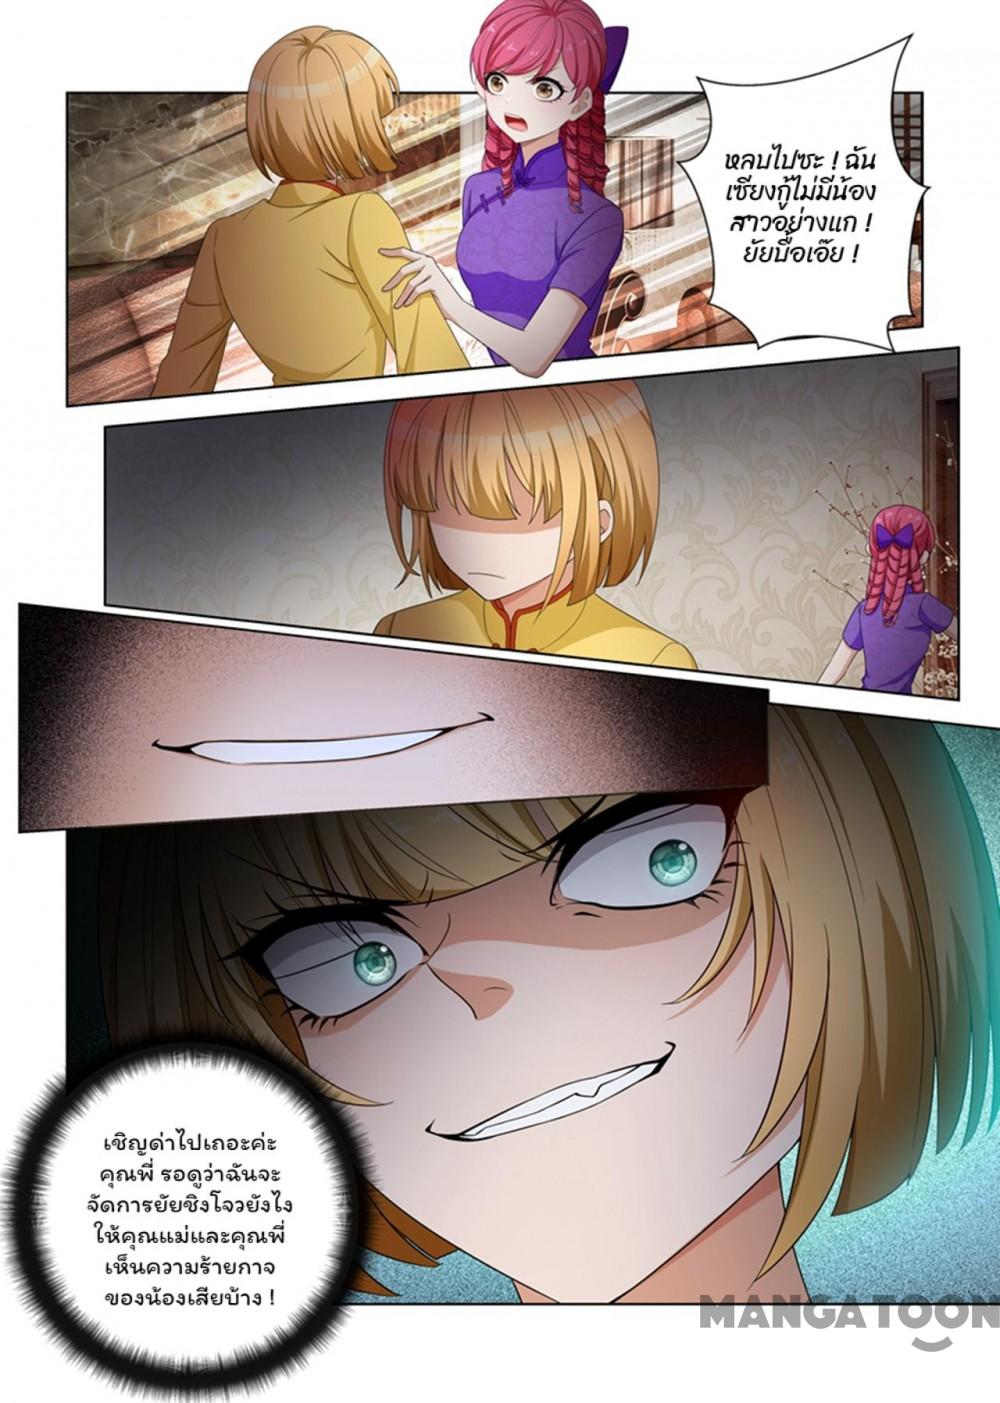 หลบไปซะ ! ฉัน
เซียงกู้ไม่มีน้อง
สาวอย่างแก !
ยัยบื้อเอ๊ย !
เชิญด่าไปเถอะค่ะ
คุณพี่ รอดูว่าฉันจะ
จัดการยัยชิงโจวยังไง
ให้คุณแม่และคุณพี่
เห็นความร้ายกาจ
ของน้องเสียบ้าง !
MANGATOON